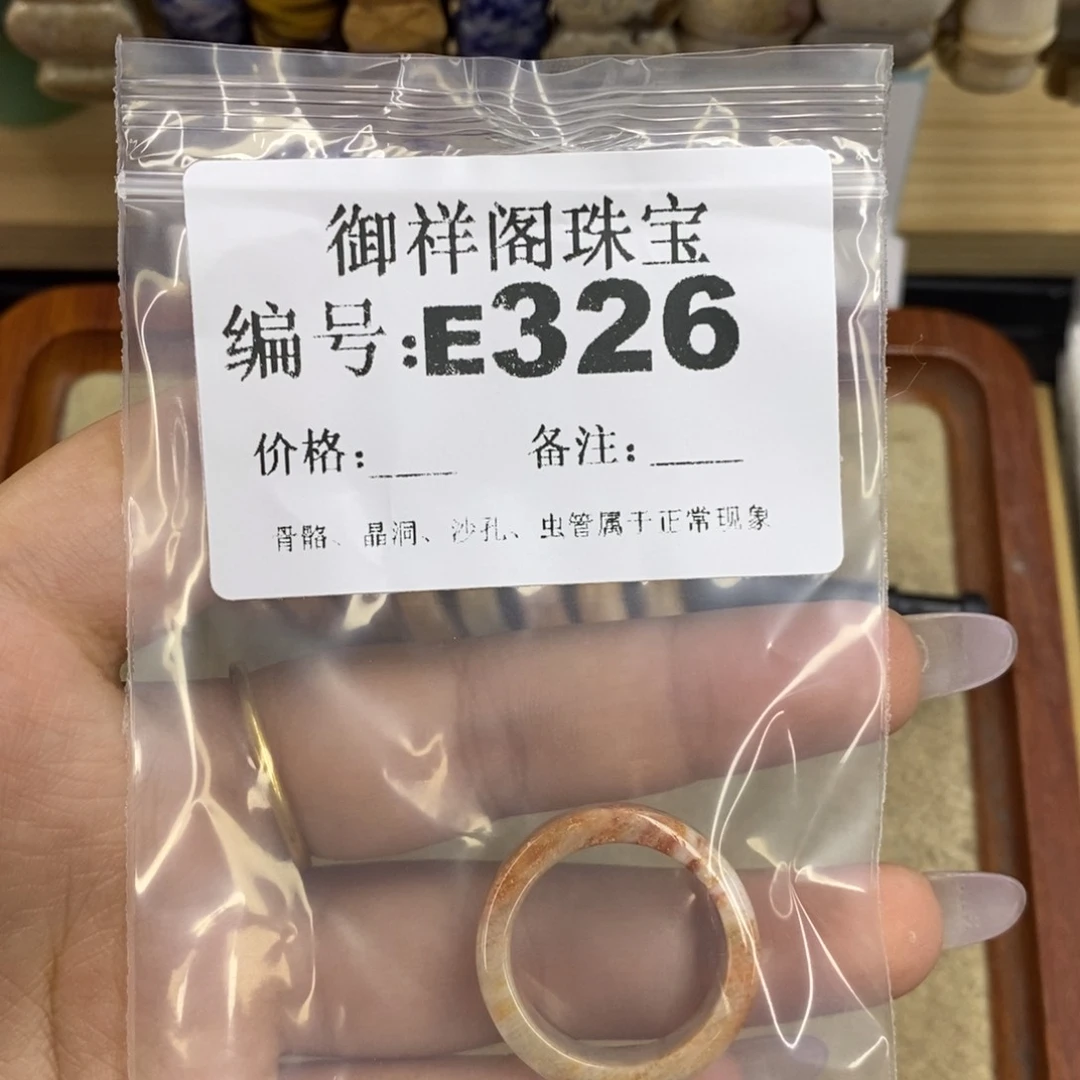 御祥阁珠宝
编号:E326
价格:____ 备注:____
骨骼、晶洞、沙孔、虫管属于正常现象